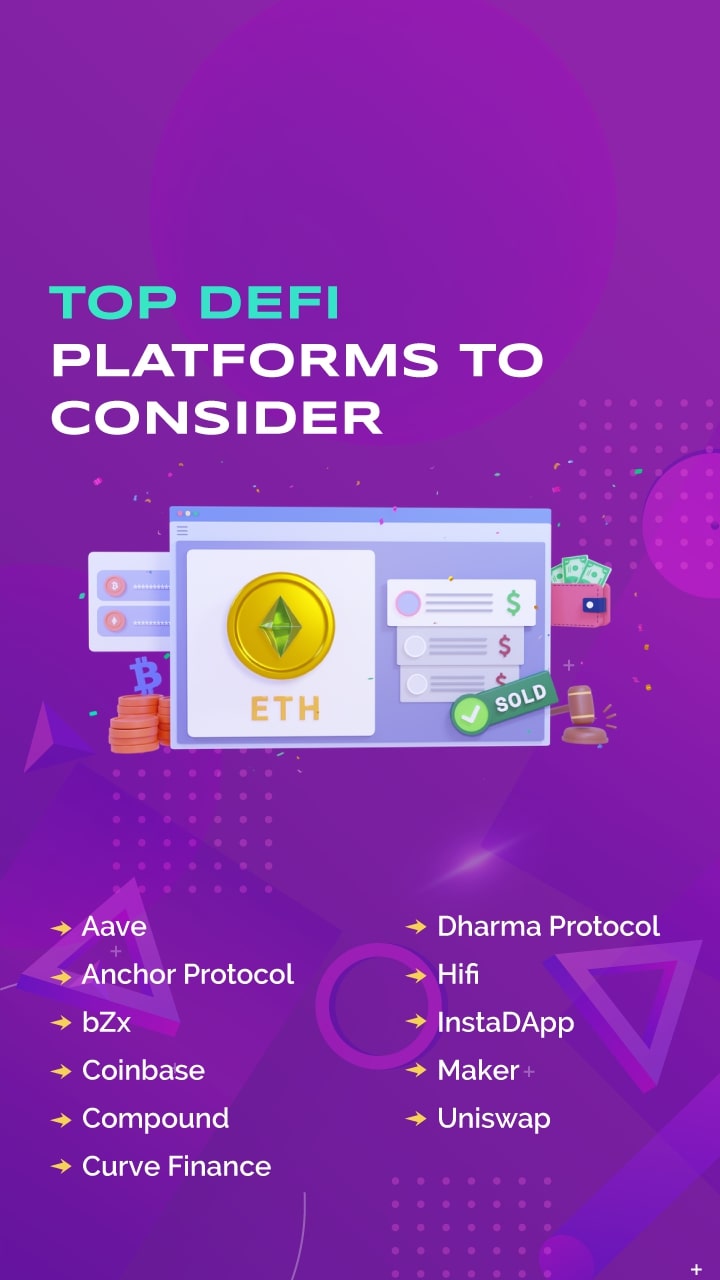 TOP DEFI
PLATFORMS TO
CONSIDER
ETH
SOLD
Aave
Anchor Protocol
bZx
Coinbase
Compound
Curve Finance
Dharma Protocol
Hifi
InstaDApp
Maker
Uniswap